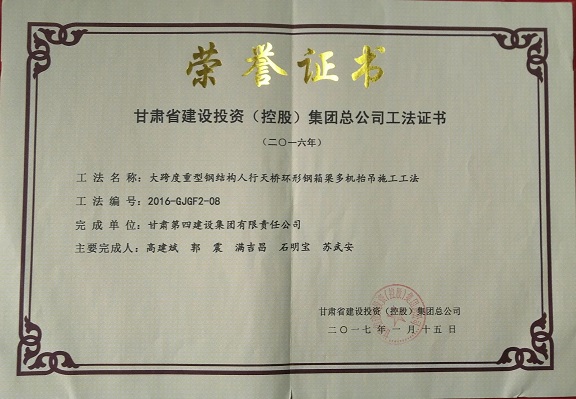 荣誉证书
甘肃省建设投资（控股）集团总公司工法证书
（二〇一六年）
工法名称：大跨度重型钢结构人行天桥环形钢箱梁多机抬吊施工工法
工法编号：2016-GJGF2-08
完成单位：甘肃第四建设集团有限责任公司
主要完成人：高建斌 郭震 满吉昌 石明宝 苏武安
甘肃省建设投资（控股）集团总公司
二〇一七年一月十五日